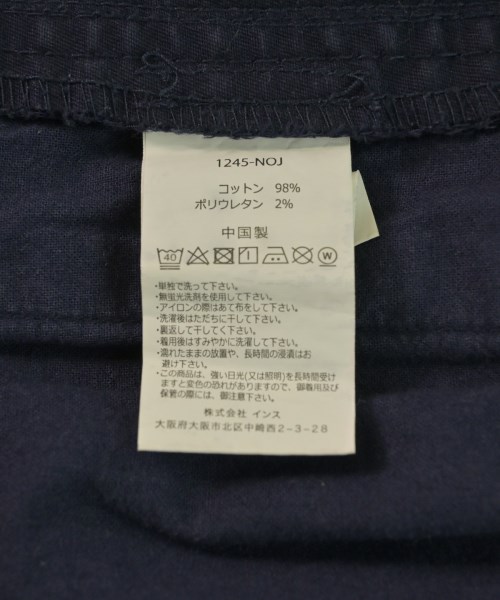 1245-NOJ
コットン 98%
ポリウレタン 2%
中国製
40 W
・単独で洗って下さい。
・無蛍光洗剤を使用して下さい。
・アイロンの際はあて布をして下さい。
・洗濯後はただちに干して下さい。
・裏返して干してく下さい。
・着用後はすみやかに洗濯して下さい。
・濡れたままの放置や、長時間の浸漬はお
避け下さい。
・この商品は、強い日光(又は照明)を長時間受け
ますと変色の恐れがありますので、御着用及び
保管の際には、御注意下さい。
株式会社 インス
大阪府大阪市北区中崎西2-3-28